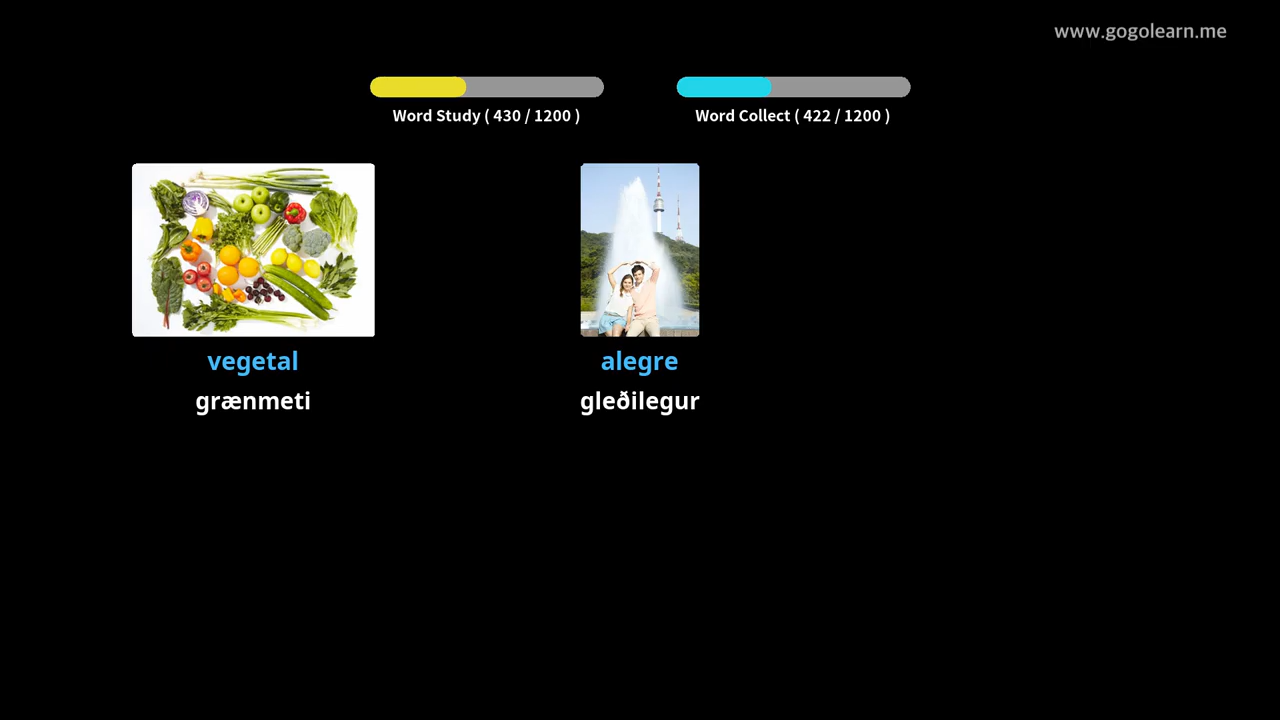 www.gogolearn.me
Word Study ( 430 / 1200 )
Word Collect ( 422 / 1200 )
vegetal
grænmeti
alegre
gleðilegur